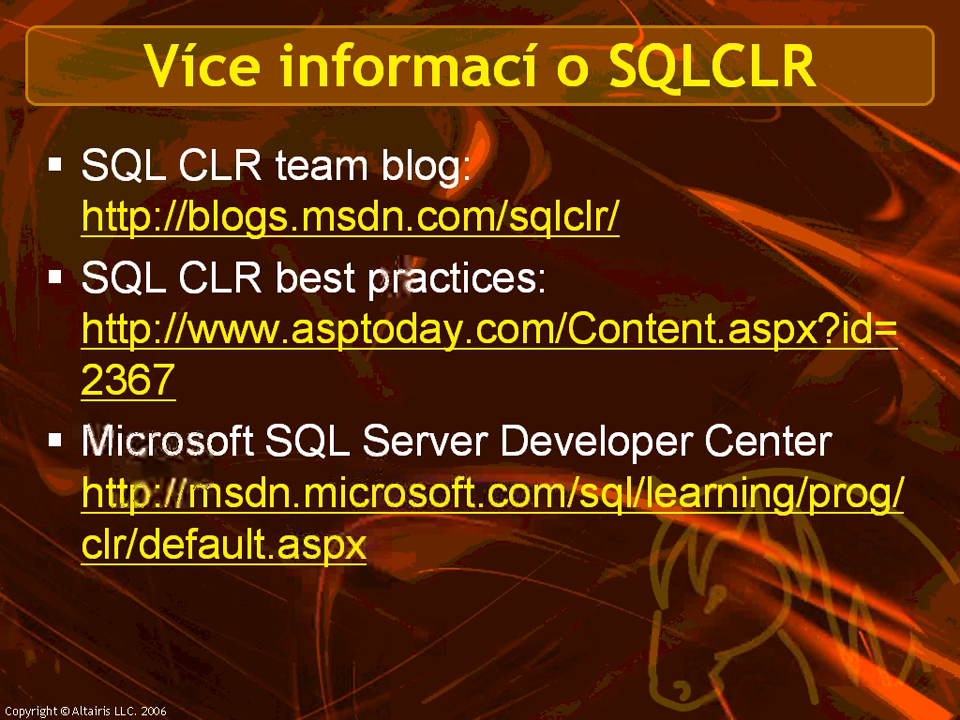 Více informací o SQLCLR
▪ SQL CLR team blog:
http://blogs.msdn.com/sqlclr/
▪ SQL CLR best practices:
http://www.asptoday.com/Content.aspx?id=
2367
▪ Microsoft SQL Server Developer Center
http://msdn.microsoft.com/sql/learning/prog/
clr/default.aspx
Copyright © Altairis LLC. 2006